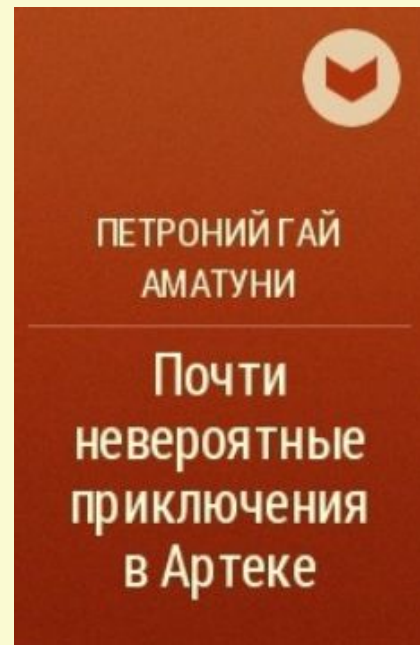 ПЕТРОНИЙ ГАЙ
АМАТУНИ
Почти
невероятные
приключения
в Артеке